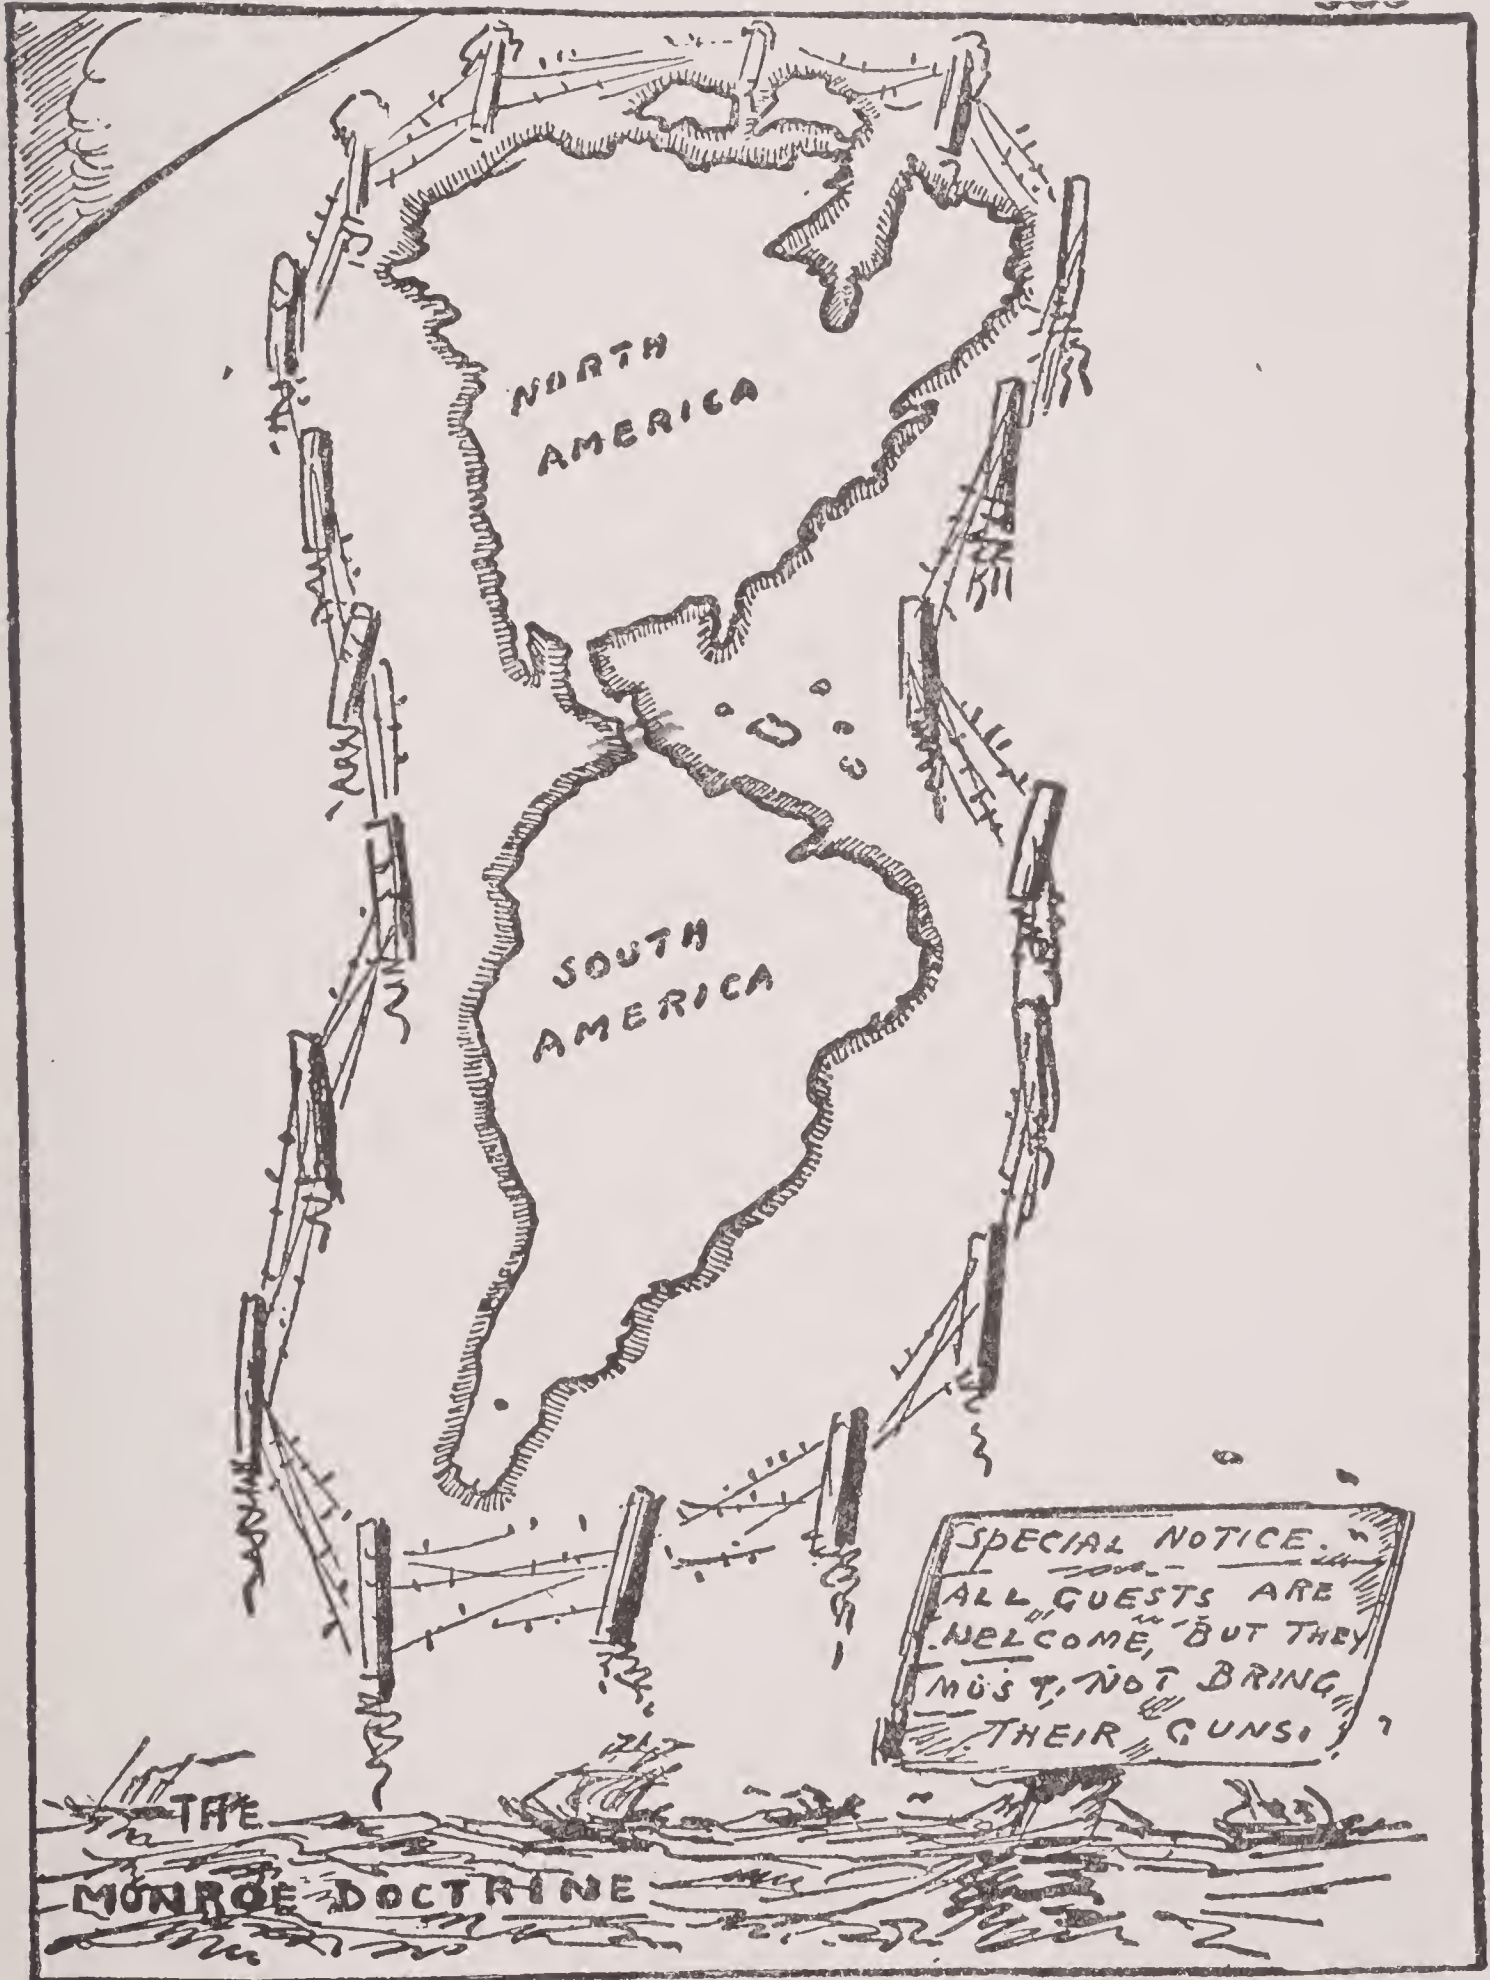 NORTH
AMERICA
SOUTH
AMERICA
SPECIAL NOTICE.
ALL GUESTS ARE
WELCOME, BUT THEY
MUST, NOT BRING
THEIR GUNS.
THE
MONROE DOCTRINE